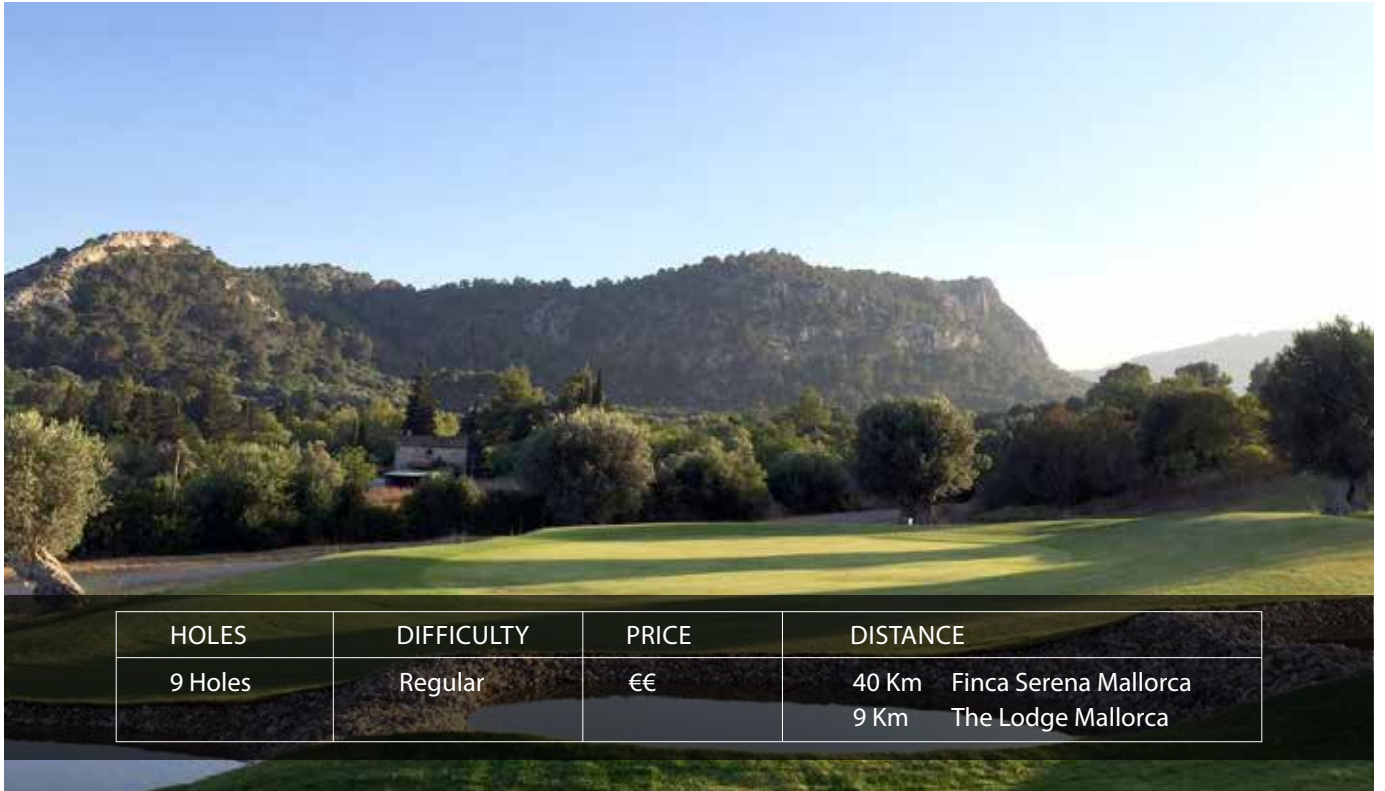 HOLES DIFFICULTY PRICE DISTANCE
9 Holes Regular €€ 40 Km Finca Serena Mallorca
9 Km The Lodge Mallorca